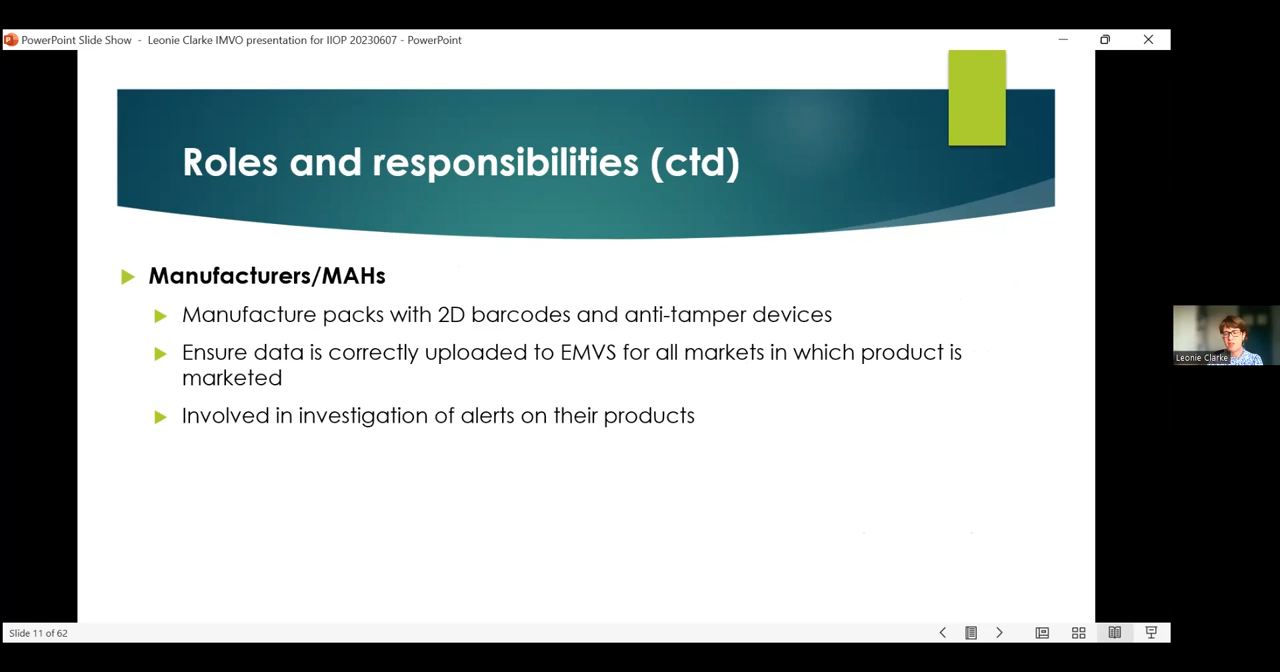 PowerPoint Slide Show - Leonie Clarke IMVO presentation for IIOP 20230607 - PowerPoint
Roles and responsibilities (ctd)
Manufacturers/MAHs
Manufacture packs with 2D barcodes and anti-tamper devices
Ensure data is correctly uploaded to EMVS for all markets in which product is
marketed
Involved in investigation of alerts on their products
Leonie Clarke
Slide 11 of 62